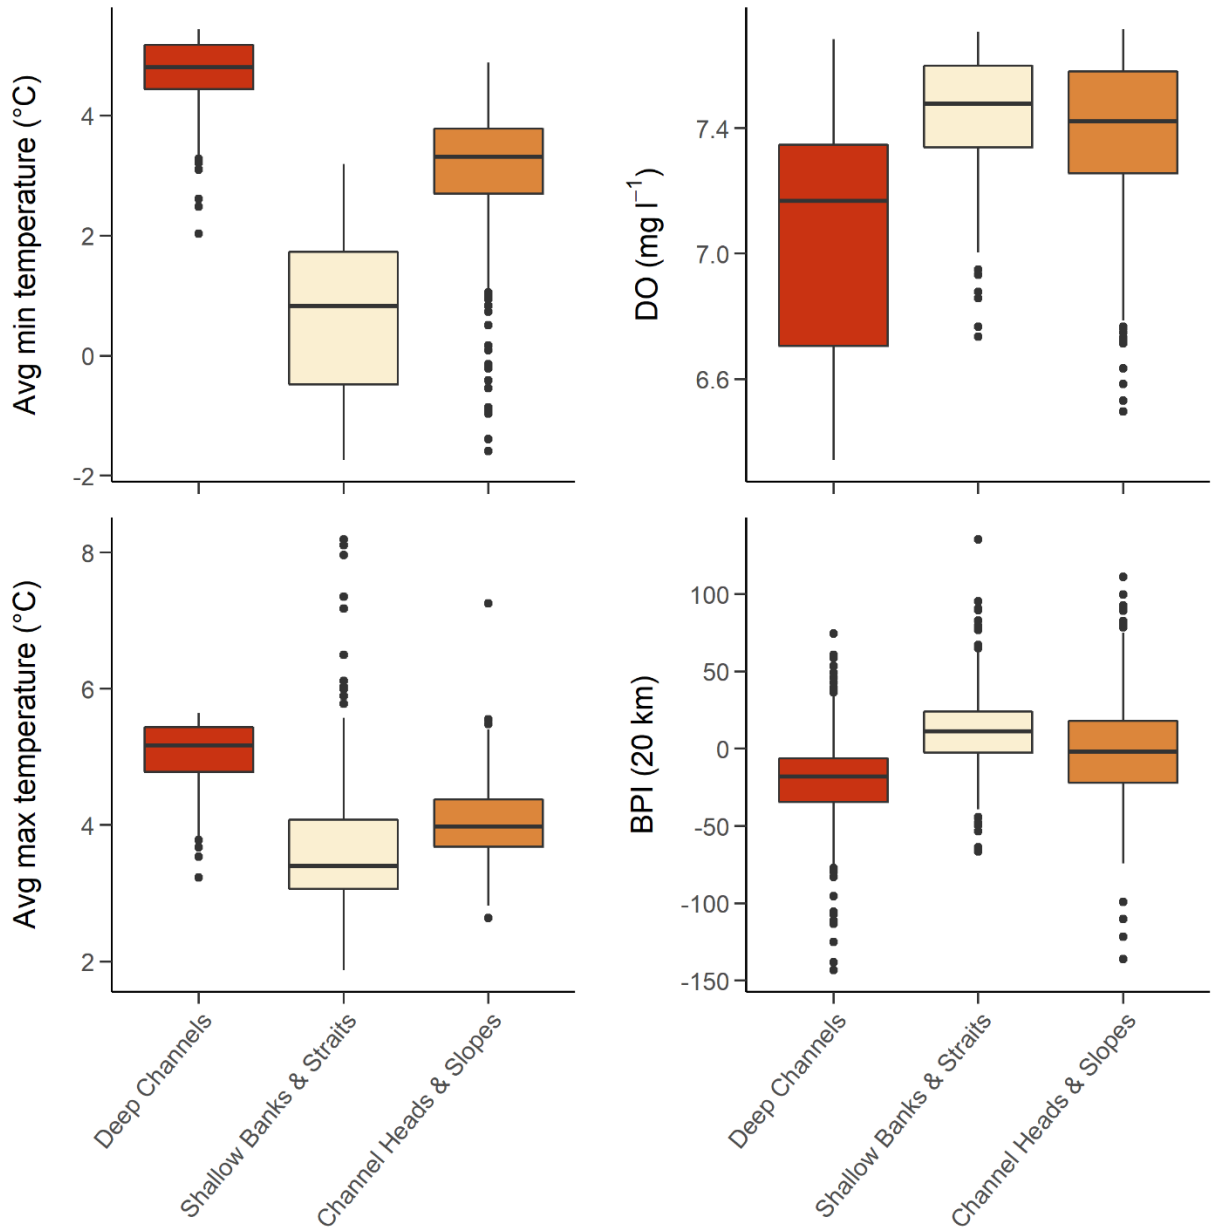 Avg min temperature (°C)
4
2
0
-2
DO (mg l⁻¹)
7.4
7.0
6.6
Avg max temperature (°C)
8
6
4
2
BPI (20 km)
100
50
0
-50
-100
-150
Deep Channels
Shallow Banks & Straits
Channel Heads & Slopes
Deep Channels
Shallow Banks & Straits
Channel Heads & Slopes